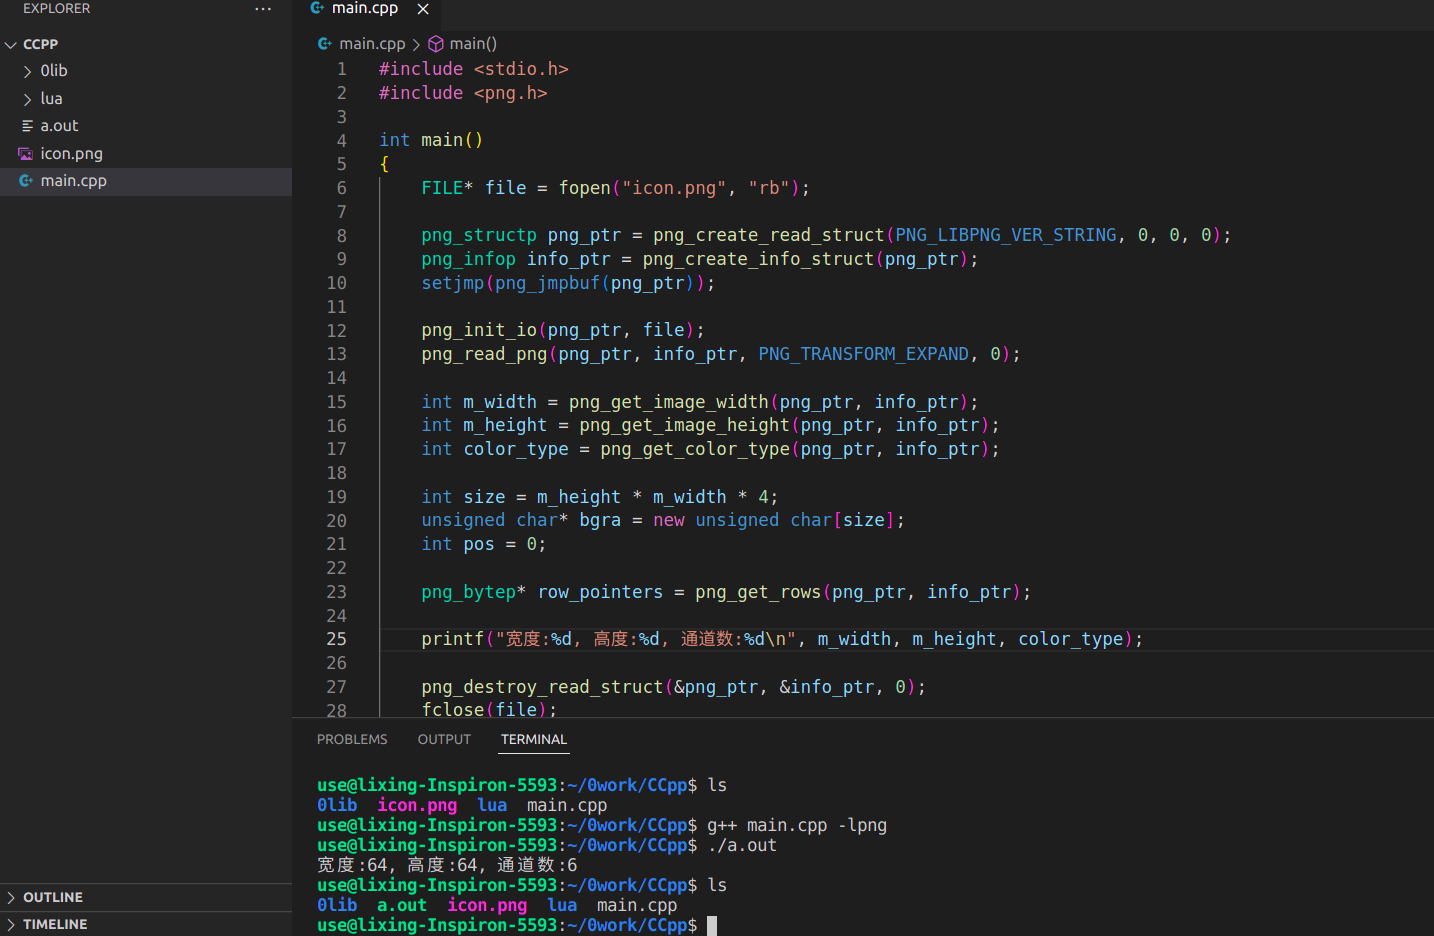 EXPLORER ···
CCPP
0lib
lua
a.out
icon.png
main.cpp
OUTLINE
TIMELINE
main.cpp
main.cpp > main()
1 #include <stdio.h>
2 #include <png.h>
3
4 int main()
5 {
6 FILE* file = fopen("icon.png", "rb");
7
8 png_structp png_ptr = png_create_read_struct(PNG_LIBPNG_VER_STRING, 0, 0, 0);
9 png_infop info_ptr = png_create_info_struct(png_ptr);
10 setjmp(png_jmpbuf(png_ptr));
11
12 png_init_io(png_ptr, file);
13 png_read_png(png_ptr, info_ptr, PNG_TRANSFORM_EXPAND, 0);
14
15 int m_width = png_get_image_width(png_ptr, info_ptr);
16 int m_height = png_get_image_height(png_ptr, info_ptr);
17 int color_type = png_get_color_type(png_ptr, info_ptr);
18
19 int size = m_height * m_width * 4;
20 unsigned char* bgra = new unsigned char[size];
21 int pos = 0;
22
23 png_bytep* row_pointers = png_get_rows(png_ptr, info_ptr);
24
25 printf("宽度:%d, 高度:%d, 通道数:%d\n", m_width, m_height, color_type);
26
27 png_destroy_read_struct(&png_ptr, &info_ptr, 0);
28 fclose(file);
PROBLEMS OUTPUT TERMINAL
use@lixing-Inspiron-5593:~/0work/CCpp$ ls
0lib icon.png lua main.cpp
use@lixing-Inspiron-5593:~/0work/CCpp$ g++ main.cpp -lpng
use@lixing-Inspiron-5593:~/0work/CCpp$ ./a.out
宽度:64, 高度:64, 通道数:6
use@lixing-Inspiron-5593:~/0work/CCpp$ ls
0lib a.out icon.png lua main.cpp
use@lixing-Inspiron-5593:~/0work/CCpp$